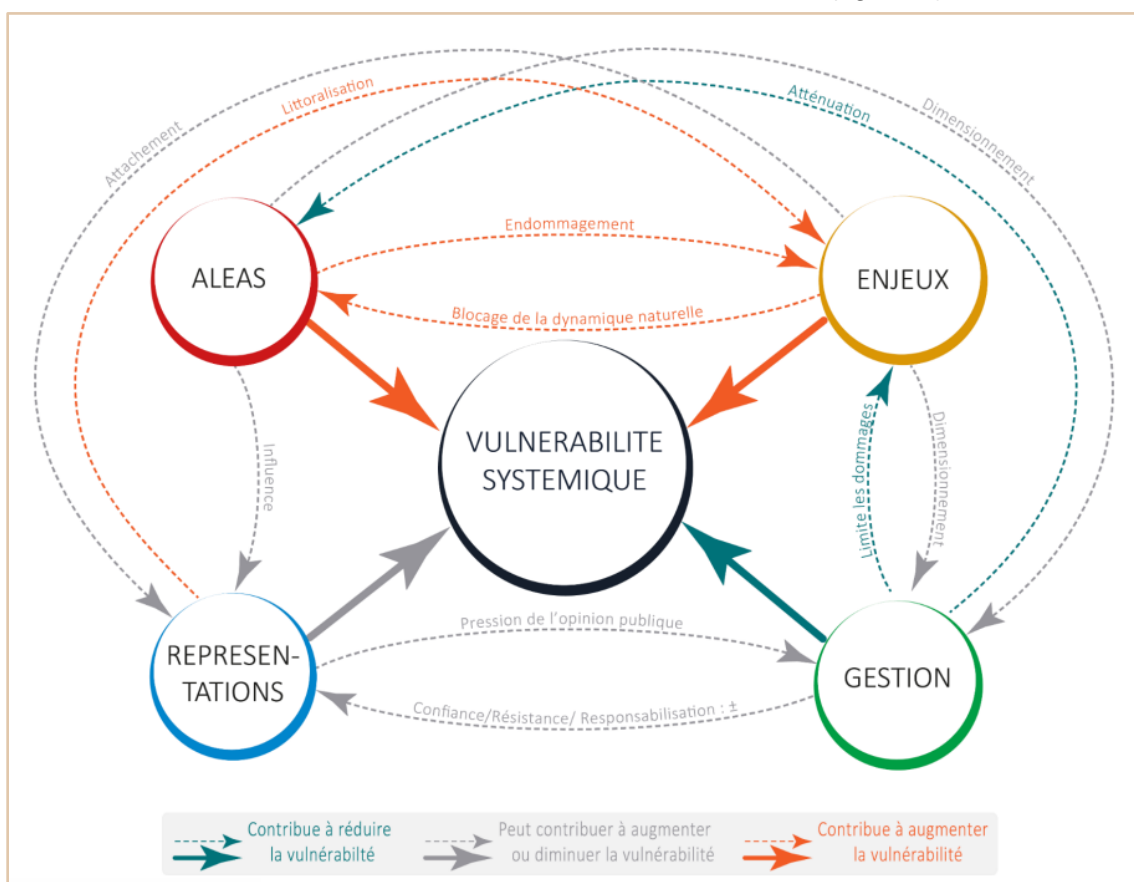 Littoralisation
Atténuation
Attachement
Dimensionnement
Endommagement
ALEAS
ENJEUX
Blocage de la dynamique naturelle
VULNERABILITE
SYSTEMIQUE
Influence
Limite les dommages
Dimensionnement
Pression de l'opinion publique
REPRESEN-
TATIONS
GESTION
Confiance/Résistance/ Responsabilisation : ±
Contribue à réduire
la vulnérabilté
Peut contribuer à augmenter
ou diminuer la vulnérabilité
Contribue à augmenter
la vulnérabilité